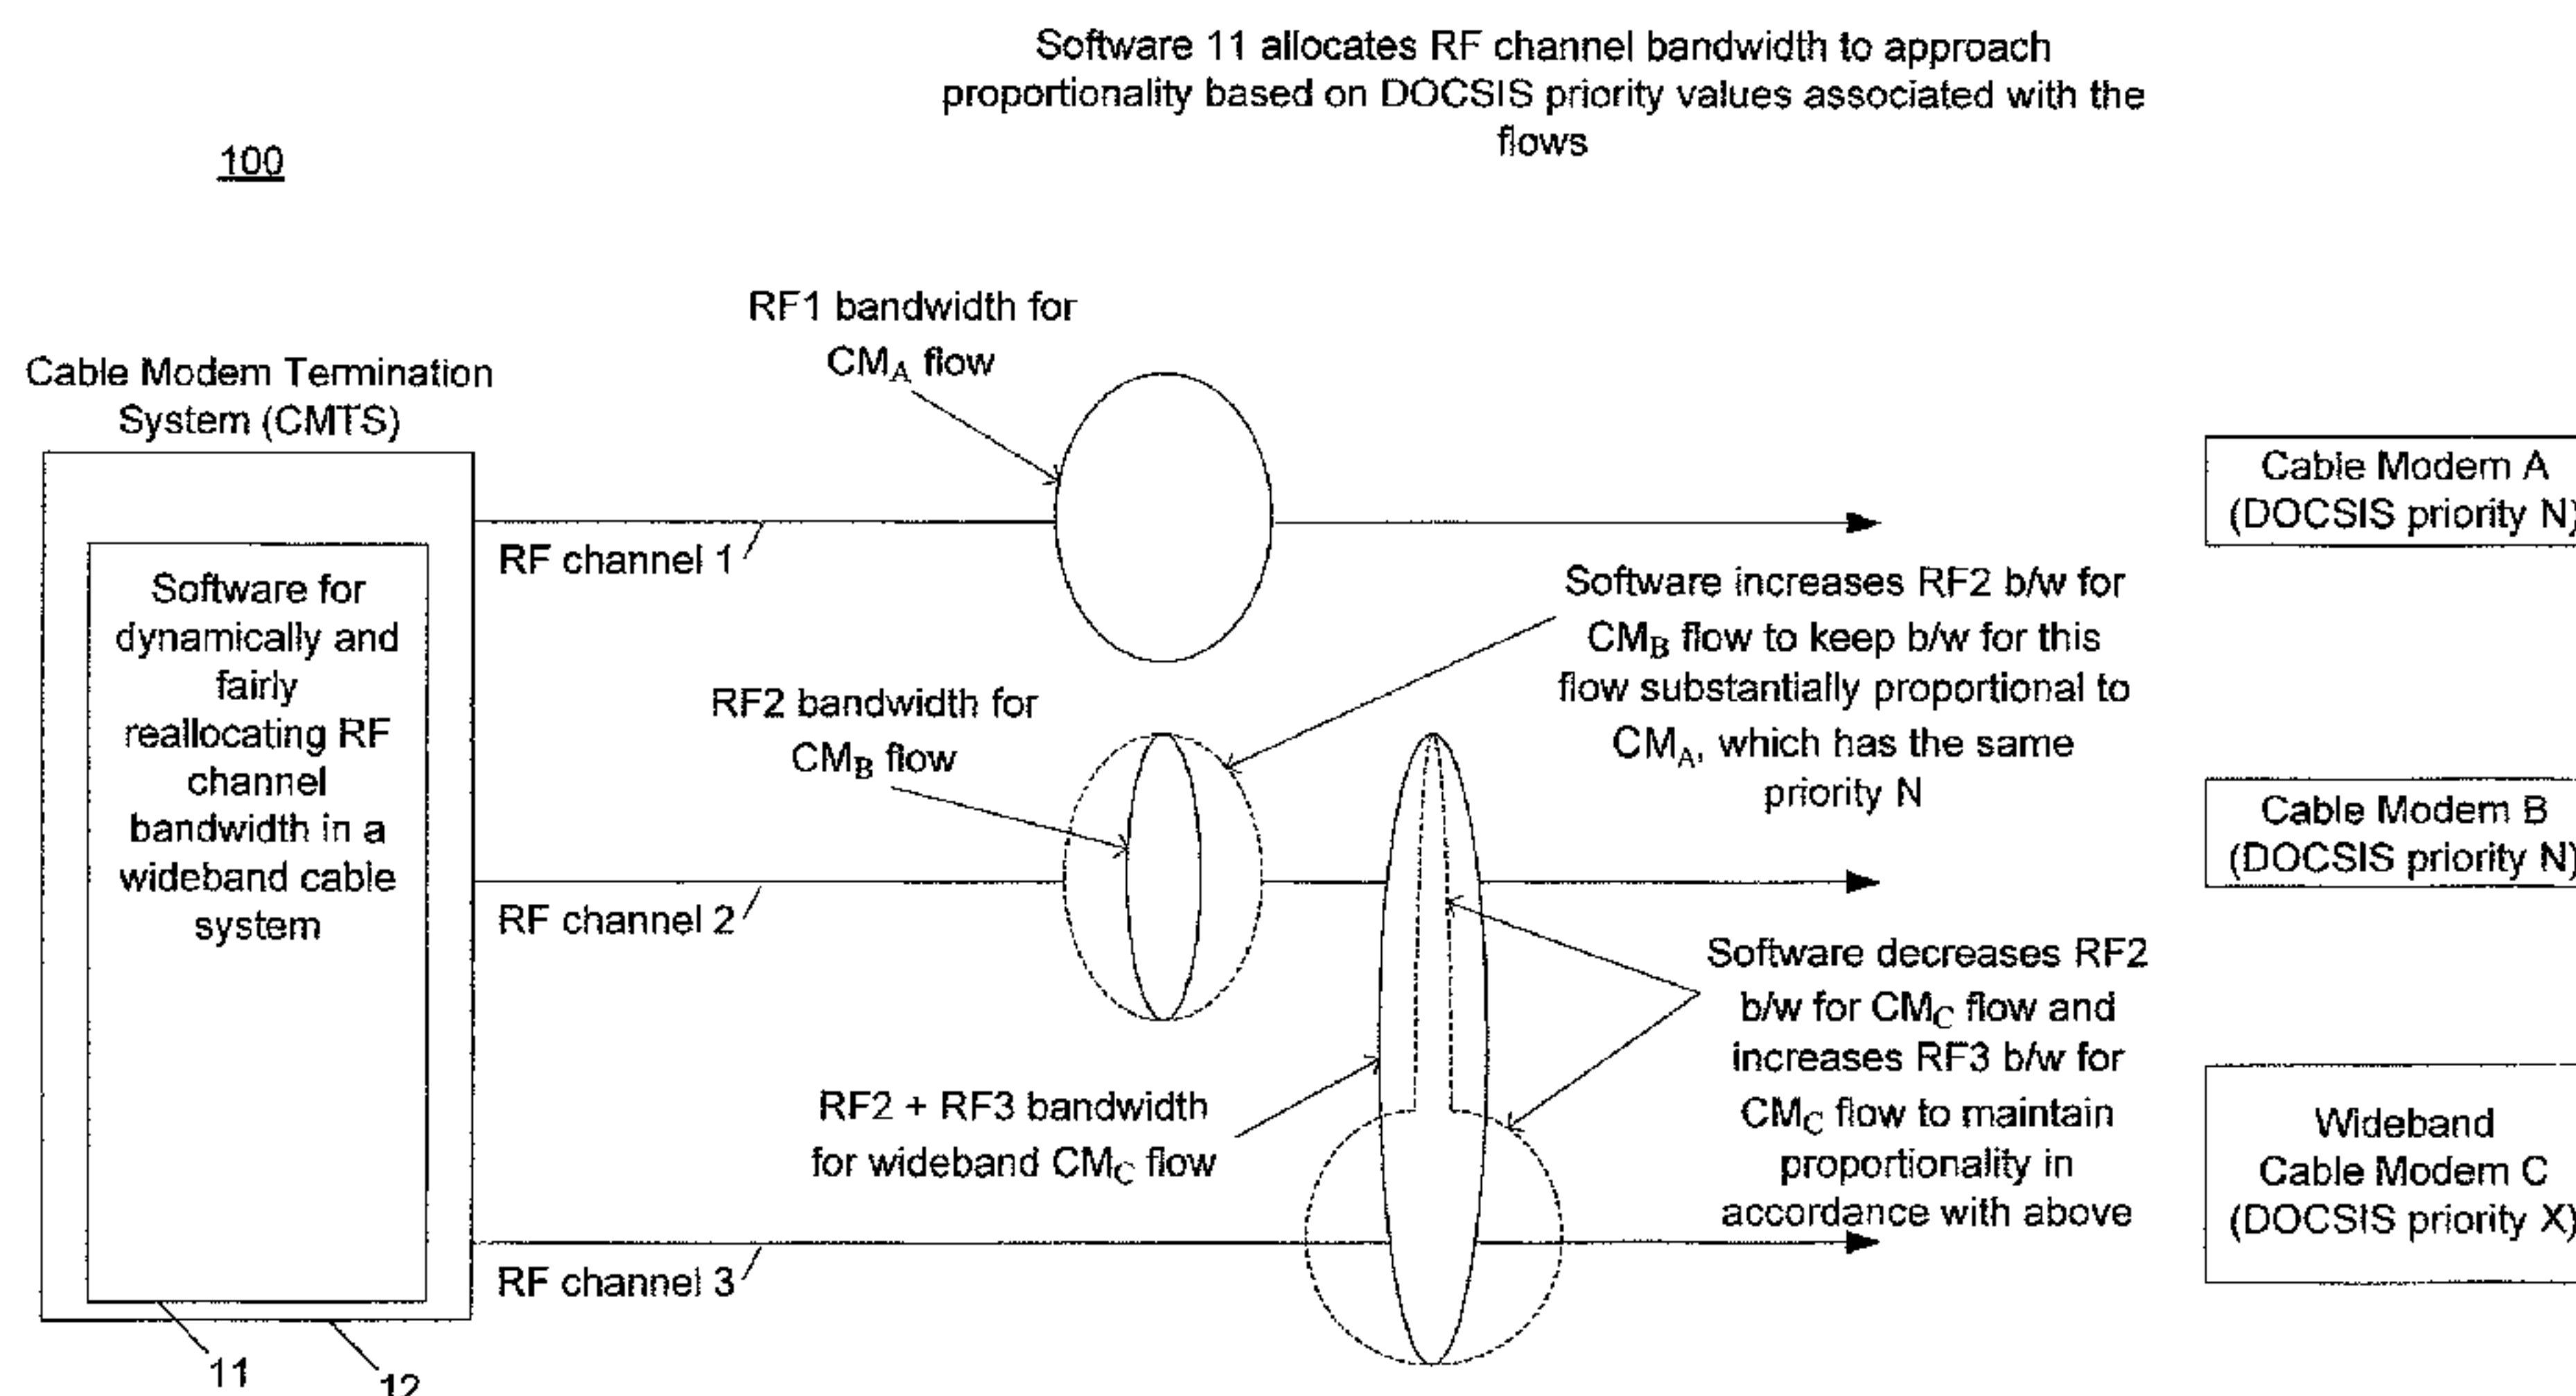 Software 11 allocates RF channel bandwidth to approach
proportionality based on DOCSIS priority values associated with the
flows
100
RF1 bandwidth for
CMA flow
Cable Modem Termination
System (CMTS)
Software for
dynamically and
fairly
reallocating RF
channel
bandwidth in a
wideband cable
system
11
12
RF channel 1
RF channel 2
RF channel 3
RF2 bandwidth for
CMB flow
RF2 + RF3 bandwidth
for wideband CMC flow
Software increases RF2 b/w for
CMB flow to keep b/w for this
flow substantially proportional to
CMA, which has the same
priority N
Software decreases RF2
b/w for CMC flow and
increases RF3 b/w for
CMC flow to maintain
proportionality in
accordance with above
Cable Modem A
(DOCSIS priority N)
Cable Modem B
(DOCSIS priority N)
Wideband
Cable Modem C
(DOCSIS priority X)